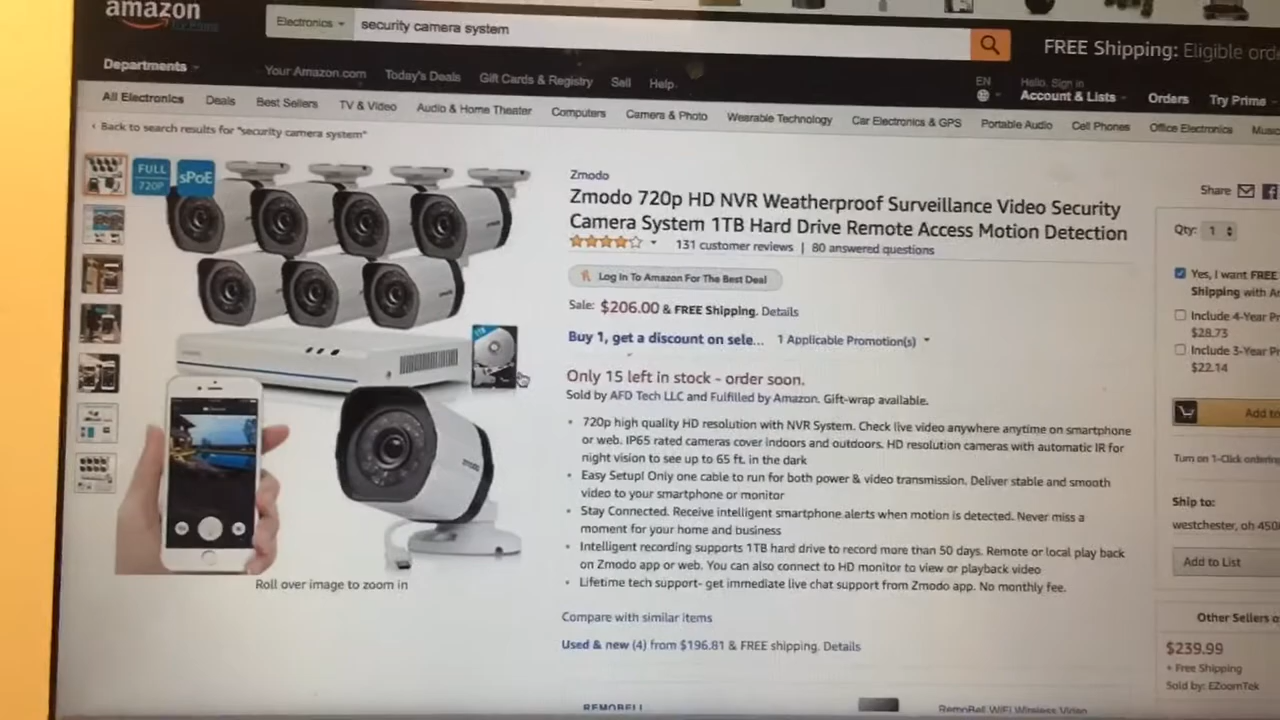 amazon
Electronics
security camera system
FREE Shipping: Eligible ord
Departments
Your Amazon.com Today's Deals Gift Cards & Registry Sell Help
EN
Hello. Sign in
Account & Lists
Orders
Try Prime
All Electronics Deals Best Sellers TV & Video Audio & Home Theater Computers Camera & Photo Wearable Technology Car Electronics & GPS Portable Audio Cell Phones Office Electronics
‹ Back to search results for "security camera system"
FULL
720P
sPoE
Zmodo
Zmodo 720p HD NVR Weatherproof Surveillance Video Security
Camera System 1TB Hard Drive Remote Access Motion Detection
131 customer reviews | 80 answered questions
Log In To Amazon For The Best Deal
Sale: $206.00 & FREE Shipping. Details
Buy 1, get a discount on sele... 1 Applicable Promotion(s)
Only 15 left in stock - order soon.
Sold by AFD Tech LLC and Fulfilled by Amazon. Gift-wrap available.
• 720p high quality HD resolution with NVR System. Check live video anywhere anytime on smartphone
or web. IP65 rated cameras cover indoors and outdoors. HD resolution cameras with automatic IR for
night vision to see up to 65 ft. in the dark
• Easy Setup! Only one cable to run for both power & video transmission. Deliver stable and smooth
video to your smartphone or monitor
• Stay Connected. Receive intelligent smartphone alerts when motion is detected. Never miss a
moment for your home and business
• Intelligent recording supports 1TB hard drive to record more than 50 days. Remote or local play back
on Zmodo app or web. You can also connect to HD monitor to view or playback video
• Lifetime tech support- get immediate live chat support from Zmodo app. No monthly fee.
Roll over image to zoom in
Compare with similar items
Used & new (4) from $196.81 & FREE shipping. Details
Share
Qty: 1
Yes, I want FREE
Shipping with
Include 4-Year
$28.73
Include 3-Year
$22.14
Add to
Turn on 1-Click ordering
Ship to:
westchester, oh
Add to List
Other Sellers
$239.99
+ Free Shipping
Sold by: EZoomTek
REMOBELL
RemoBell WiFi Wireless Video